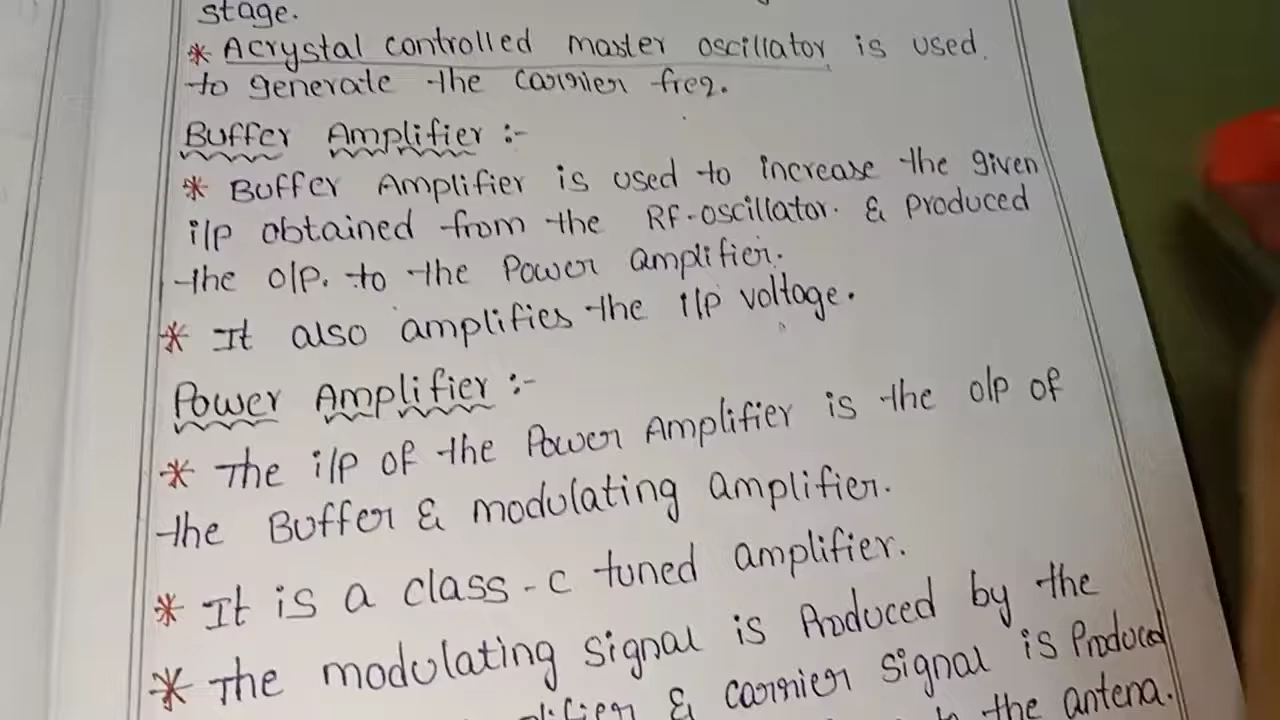 stage.
* A crystal controlled master oscillator is used.
to generate the carrier freq.
Buffer Amplifier :-
* Buffer Amplifier is used to increase the given
i/p obtained from the RF-oscillator. & produced
the o/p. to the Power amplifier.
* It also amplifies the i/p voltage.
Power Amplifier :-
* The i/p of the Power Amplifier is the o/p of
the Buffer & modulating amplifier.
* It is a class-c tuned amplifier.
* The modulating signal is Produced by the
& carrier signal is Produced
the antena.